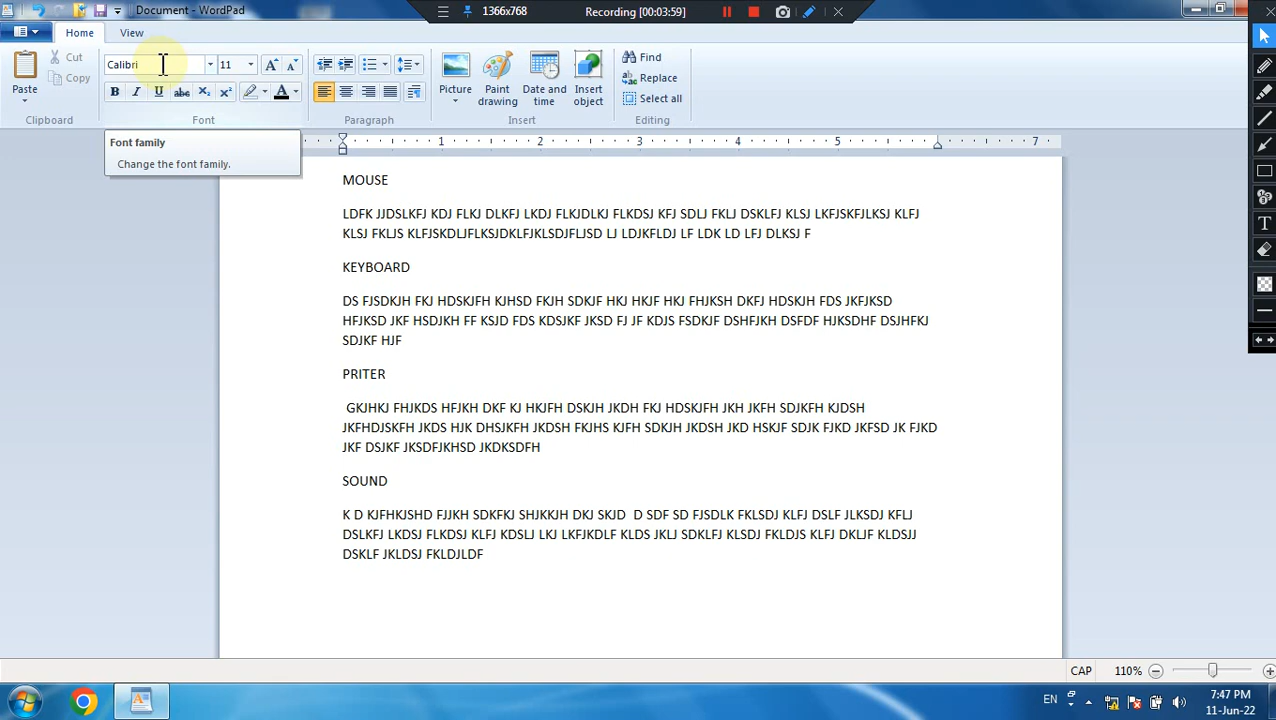 Document - WordPad
1366x768
Recording [00:03:59]
Home
View
Calibri
11
Cut
Copy
Paste
Picture
Paint drawing
Date and time
Insert object
Find
Replace
Select all
Clipboard
Font
Paragraph
Insert
Editing
Font family
Change the font family.
1 2 3 4 5 6 7
MOUSE
LDFK JJDSLKFJ KDJ FLKJ DLKFJ LKDJ FLKJDLKJ FLKDSJ KFJ SDLJ FKLJ DSKLFJ KLSJ LKFJSKFJLKSJ KLFJ
KLSJ FKLJS KLFJSKDLJFLKSJDKLFJKLSDJFLJSD LJ LDJKFLDJ LF LDK LD LFJ DLKSJ F
KEYBOARD
DS FJSDKJH FKJ HDSKJFH KJHSD FKJH SDKJF HKJ HKJF HKJ FHJKSH DKFJ HDSKJH FDS JKFJKSD
HFJKSD JKF HSDJKH FF KSJD FDS KDSJKF JKSD FJ JF KDJS FSDKJF DSHFJKH DSFDF HJKSDHF DSJHFKJ
SDJKF HJF
PRITER
GKJHKJ FHJKDS HFJKH DKF KJ HKJFH DSKJH JKDH FKJ HDSKJFH JKH JKFH SDJKFH KJDSH
JKFHDJSKFH JKDS HJK DHSJKFH JKDSH FKJHS KJFH SDKJH JKDSH JKD HSKJF SDJK FJKD JKFSD JK FJKD
JKF DSJKF JKSDFJKHSD JKDKSDFH
SOUND
K D KJFHKJSHD FJJKH SDKFKJ SHJKKJH DKJ SKJD  D SDF SD FJSDLK FKLSDJ KLFJ DSLF JLKSDJ KFLJ
DSLKFJ LKDSJ FLKDSJ KLFJ KDSLJ LKJ LKFJKDLF KLDS JKLJ SDKLFJ KLSDJ FKLDJS KLFJ DKLJF KLDSJJ
DSKLF JKLDSJ FKLDJLDF
CAP
110%
EN
7:47 PM
11-Jun-22